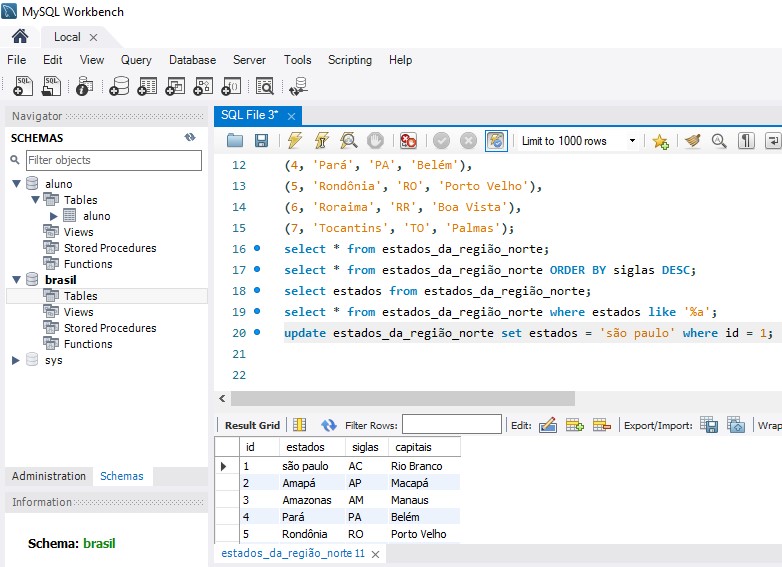 MySQL Workbench
Local ×
File Edit View Query Database Server Tools Scripting Help
Navigator
SCHEMAS
Filter objects
aluno
Tables
aluno
Views
Stored Procedures
Functions
brasil
Tables
Views
Stored Procedures
Functions
sys
Administration Schemas
Information
Schema: brasil
SQL File 3* ×
Limit to 1000 rows
12 (4, 'Pará', 'PA', 'Belém'),
13 (5, 'Rondônia', 'RO', 'Porto Velho'),
14 (6, 'Roraima', 'RR', 'Boa Vista'),
15 (7, 'Tocantins', 'TO', 'Palmas');
16 select * from estados_da_região_norte;
17 select * from estados_da_região_norte ORDER BY siglas DESC;
18 select estados from estados_da_região_norte;
19 select * from estados_da_região_norte where estados like '%a';
20 update estados_da_região_norte set estados = 'são paulo' where id = 1;
21
22
Result Grid Filter Rows: Edit: Export/Import: Wrap
id estados siglas capitais
1 são paulo AC Rio Branco
2 Amapá AP Macapá
3 Amazonas AM Manaus
4 Pará PA Belém
5 Rondônia RO Porto Velho
estados_da_região_norte 11 ×